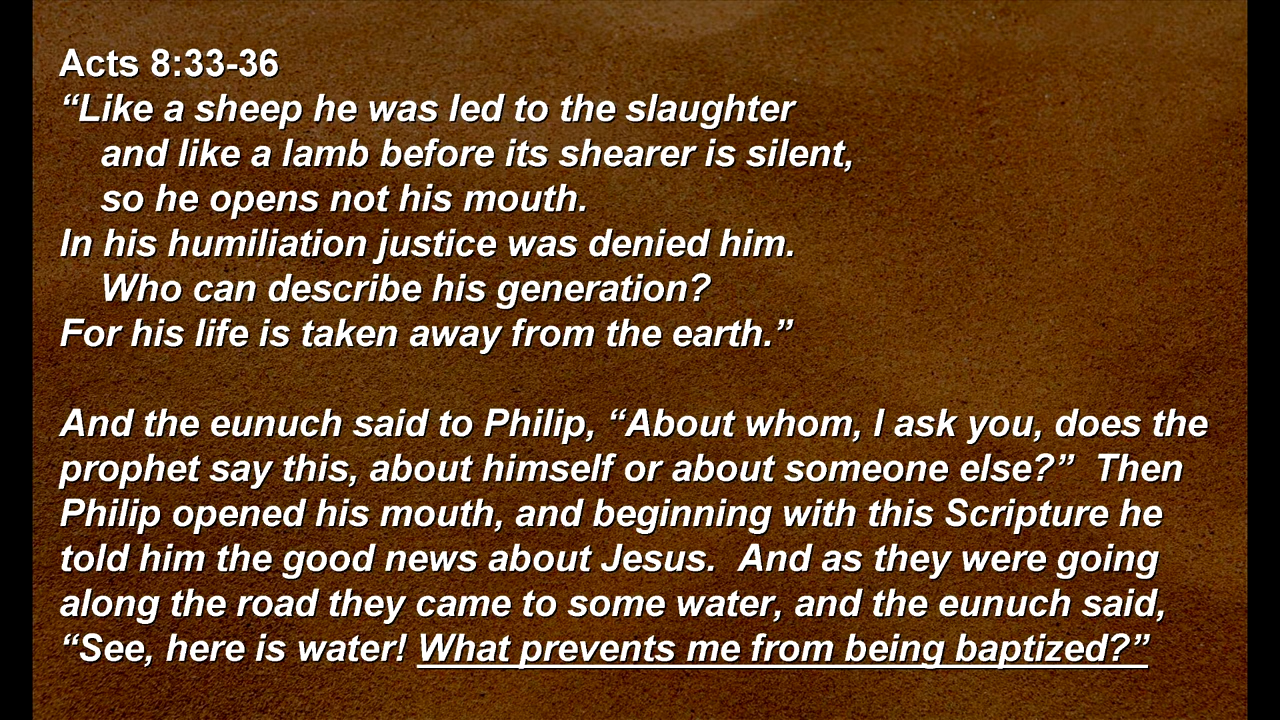 Acts 8:33-36
“Like a sheep he was led to the slaughter
and like a lamb before its shearer is silent,
so he opens not his mouth.
In his humiliation justice was denied him.
Who can describe his generation?
For his life is taken away from the earth.”
And the eunuch said to Philip, “About whom, I ask you, does the
prophet say this, about himself or about someone else?”  Then
Philip opened his mouth, and beginning with this Scripture he
told him the good news about Jesus.  And as they were going
along the road they came to some water, and the eunuch said,
“See, here is water! What prevents me from being baptized?”